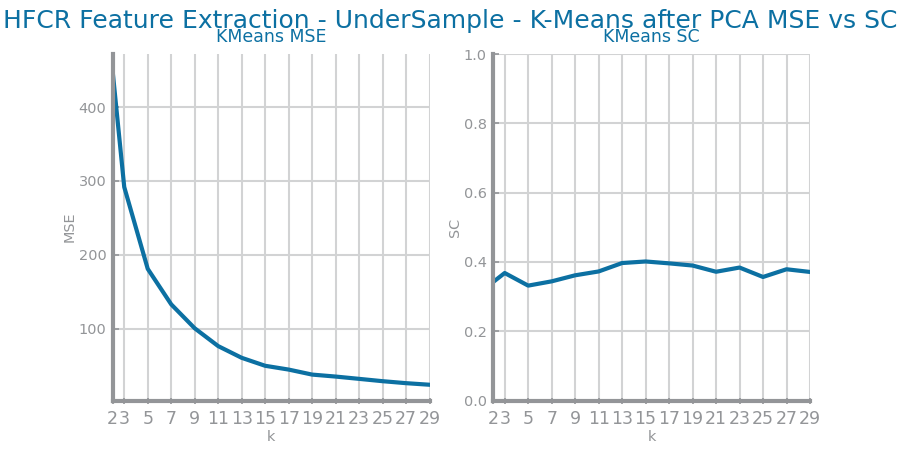 HFCR Feature Extraction - UnderSample - K-Means after PCA MSE vs SC
KMeans MSE
400
300
200
100
MSE
2 3 5 7 9 11 13 15 17 19 21 23 25 27 29
k
KMeans SC
1.0
0.8
0.6
0.4
0.2
0.0
SC
2 3 5 7 9 11 13 15 17 19 21 23 25 27 29
k